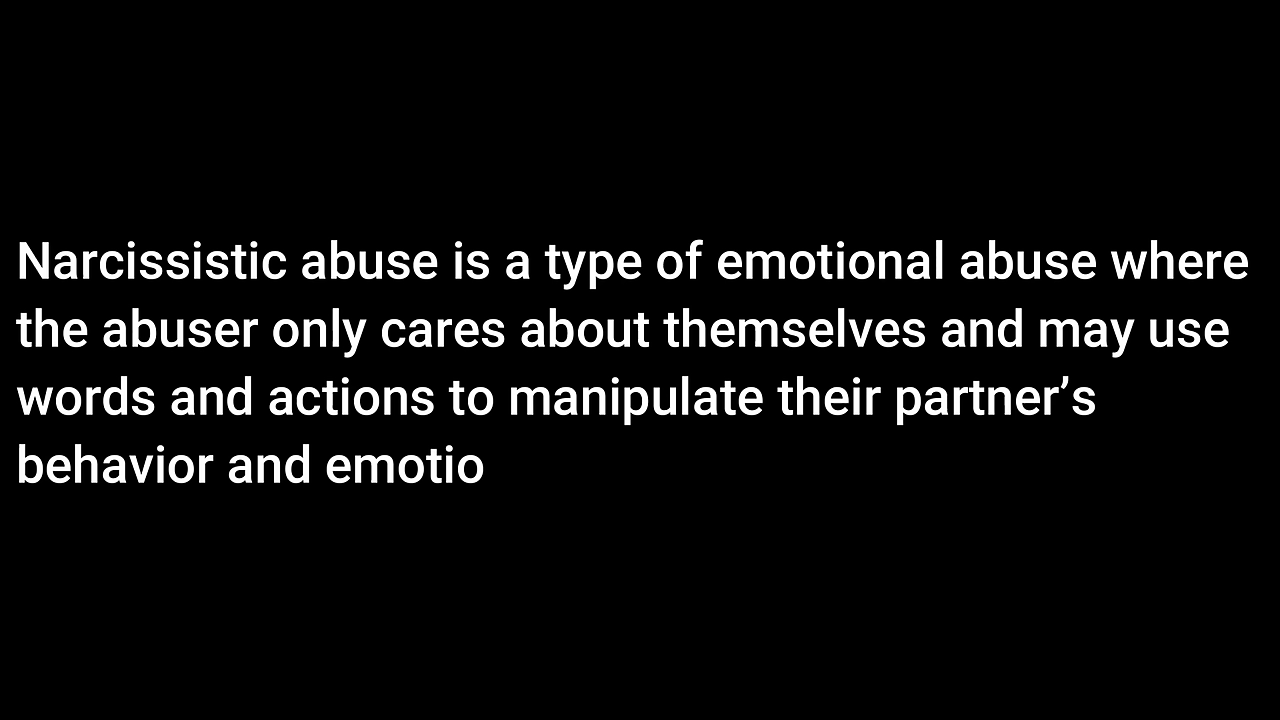 Narcissistic abuse is a type of emotional abuse where
the abuser only cares about themselves and may use
words and actions to manipulate their partner’s
behavior and emotio